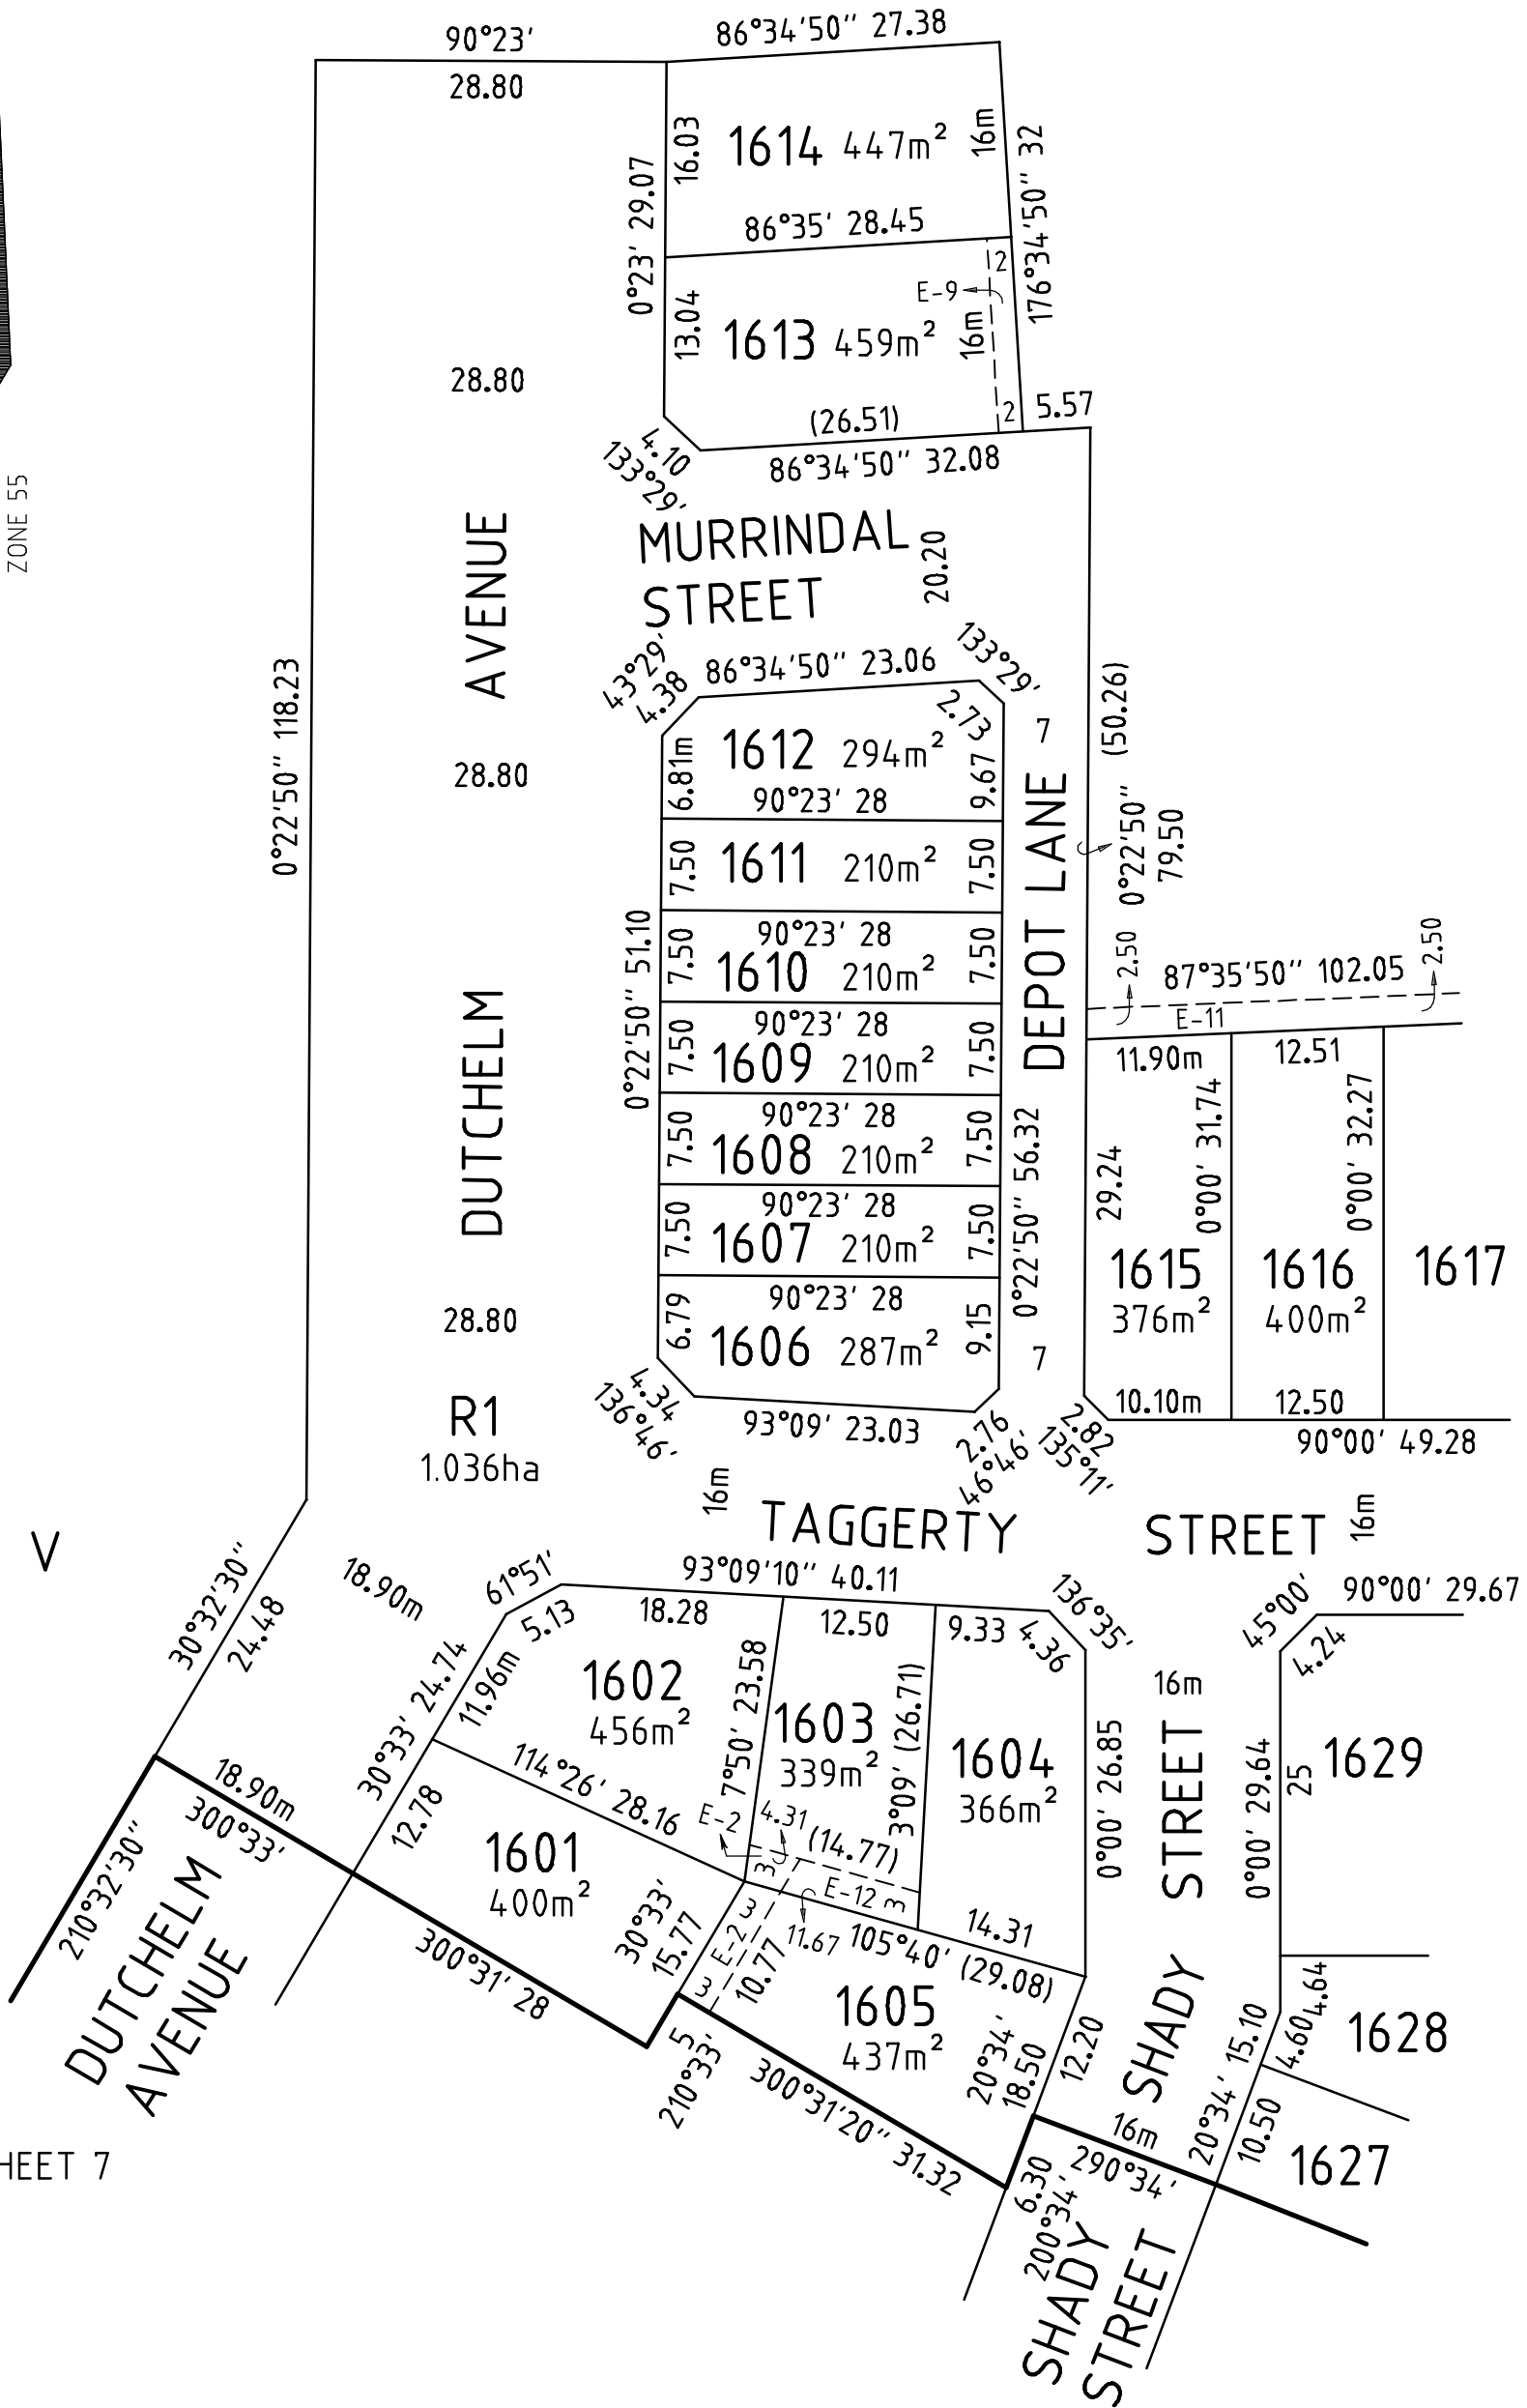 90°23'
28.80
86°34'50" 27.38
16.03
1614 447m²
16m
176°34'50" 32
0°23' 29.07
86°35' 28.45
2
E-9
13.04
1613 459m²
16m
28.80
(26.51)
2
5.57
4.10
133°29'
86°34'50" 32.08
ZONE 55
MURRINDAL
STREET
20.20
AVENUE
43°29'
4.38
86°34'50" 23.06
133°29'
2.73
7
(50.26)
0°22'50" 118.23
28.80
6.81m
1612 294m²
9.67
90°23' 28
7.50
1611 210m²
7.50
DEPOT LANE
0°22'50"
79.50
0°22'50" 51.10
90°23' 28
7.50
1610 210m²
7.50
2.50
87°35'50" 102.05
2.50
E-11
90°23' 28
7.50
1609 210m²
7.50
11.90m
12.51
DUTCHELM
90°23' 28
7.50
1608 210m²
7.50
0°22'50" 56.32
29.24
0°00' 31.74
0°00' 32.27
90°23' 28
7.50
1607 210m²
7.50
1615
376m²
1616
400m²
1617
28.80
90°23' 28
6.79
1606 287m²
9.15
7
10.10m
12.50
R1
1.036ha
4.34
136°46'
93°09' 23.03
2.76
46°46'
2.82
135°11'
90°00' 49.28
16m
TAGGERTY
STREET
16m
V
30°32'30"
24.48
18.90m
61°51'
5.13
93°09'10" 40.11
18.28
12.50
9.33
4.36
136°35'
45°00'
4.24
90°00' 29.67
30°33' 24.74
11.96m
1602
456m²
7°50' 23.58
1603
339m²
3°09' (26.71)
1604
366m²
0°00' 26.85
16m
STREET
0°00' 29.64
25
1629
18.90m
300°33'
12.78
114°26' 28.16
E-2
4.31
(14.77)
3
E-12
3
1601
400m²
210°32'30"
DUTCHELM
AVENUE
300°31' 28
30°33'
15.77
3
E-2
3
10.77
11.67
105°40' (29.08)
14.31
1605
437m²
20°34'
18.50
12.20
SHADY
4.64
4.60
1628
20°34' 15.10
10.50
1627
5
210°33'
300°31'20" 31.32
16m
290°34'
6.30
200°34'
HEET 7
SHADY
STREET